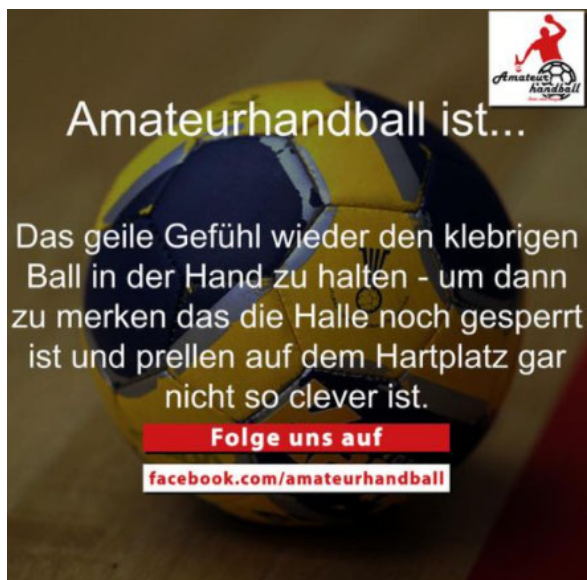 Amateur
handball
Amateurhandball ist...
Das geile Gefühl wieder den klebrigen
Ball in der Hand zu halten - um dann
zu merken das die Halle noch gesperrt
ist und prellen auf dem Hartplatz gar
nicht so clever ist.
Folge uns auf
facebook.com/amateurhandball